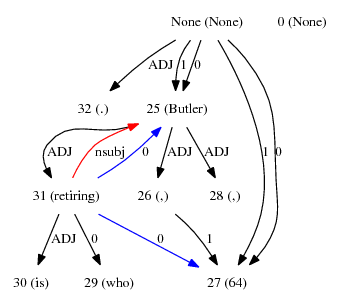 None (None) 0 (None)
ADJ 1 0
32 (.) 25 (Butler)
ADJ nsubj 0 ADJ ADJ 1 0
31 (retiring) 26 (,) 28 (,)
ADJ 0 0 1
30 (is) 29 (who) 27 (64)